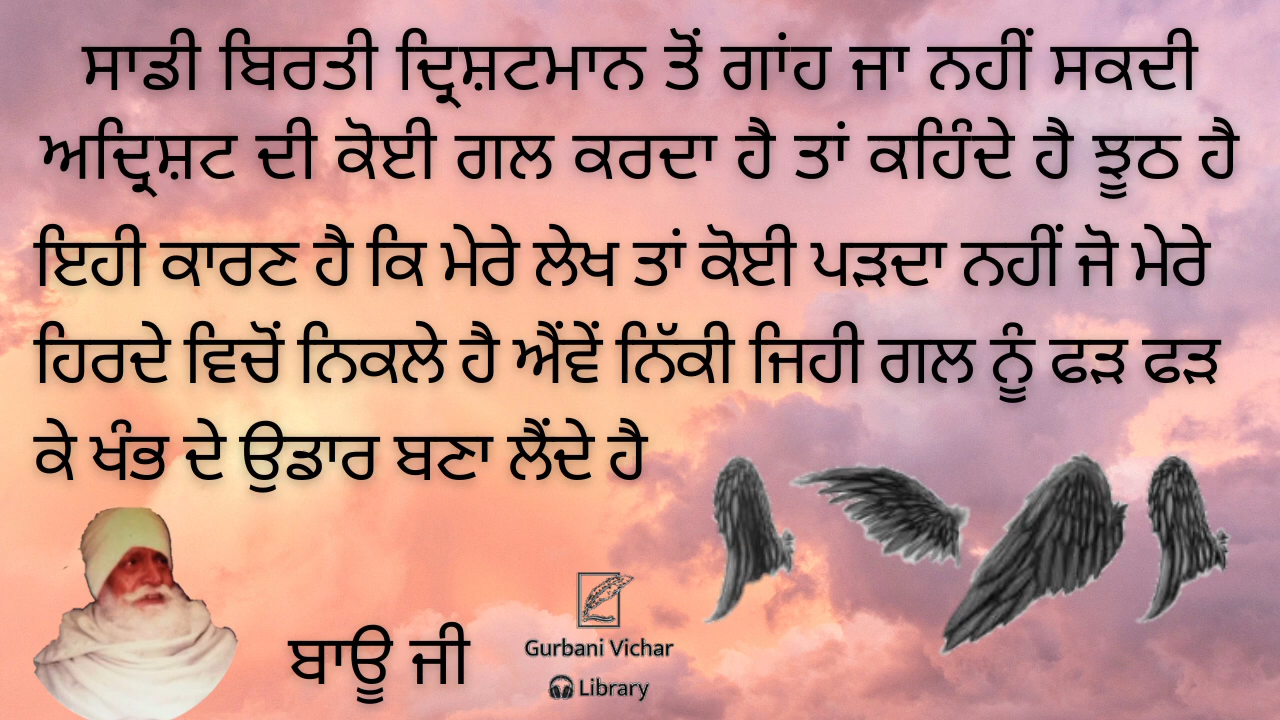 ਸਾਡੀ ਬਿਰਤੀ ਦ੍ਰਿਸ਼ਟਮਾਨ ਤੋਂ ਗਾਂਹ ਜਾ ਨਹੀਂ ਸਕਦੀ
ਅਦ੍ਰਿਸ਼ਟ ਦੀ ਕੋਈ ਗਲ ਕਰਦਾ ਹੈ ਤਾਂ ਕਹਿੰਦੇ ਹੈ ਝੂਠ ਹੈ
ਇਹੀ ਕਾਰਣ ਹੈ ਕਿ ਮੇਰੇ ਲੇਖ ਤਾਂ ਕੋਈ ਪੜਦਾ ਨਹੀਂ ਜੋ ਮੇਰੇ
ਹਿਰਦੇ ਵਿਚੋਂ ਨਿਕਲੇ ਹੈ ਐਂਵੇਂ ਨਿੱਕੀ ਜਿਹੀ ਗਲ ਨੂੰ ਫੜ ਫੜ
ਕੇ ਖੰਭ ਦੇ ਉਡਾਰ ਬਣਾ ਲੈਂਦੇ ਹੈ
ਬਾਊ ਜੀ
Gurbani Vichar
Library